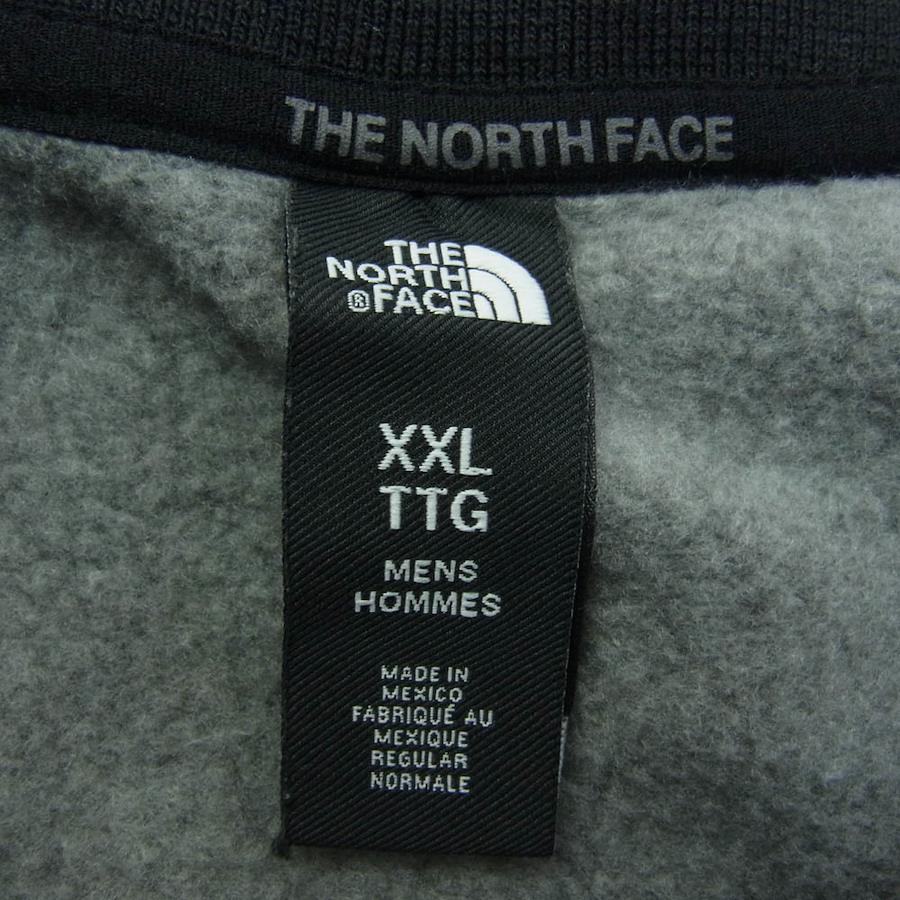 THE NORTH FACE
THE
NORTH
® FACE
XXL
TTG
MENS
HOMMES
MADE IN
MEXICO
FABRIQUÉ AU
MEXIQUE
REGULAR
NORMALE